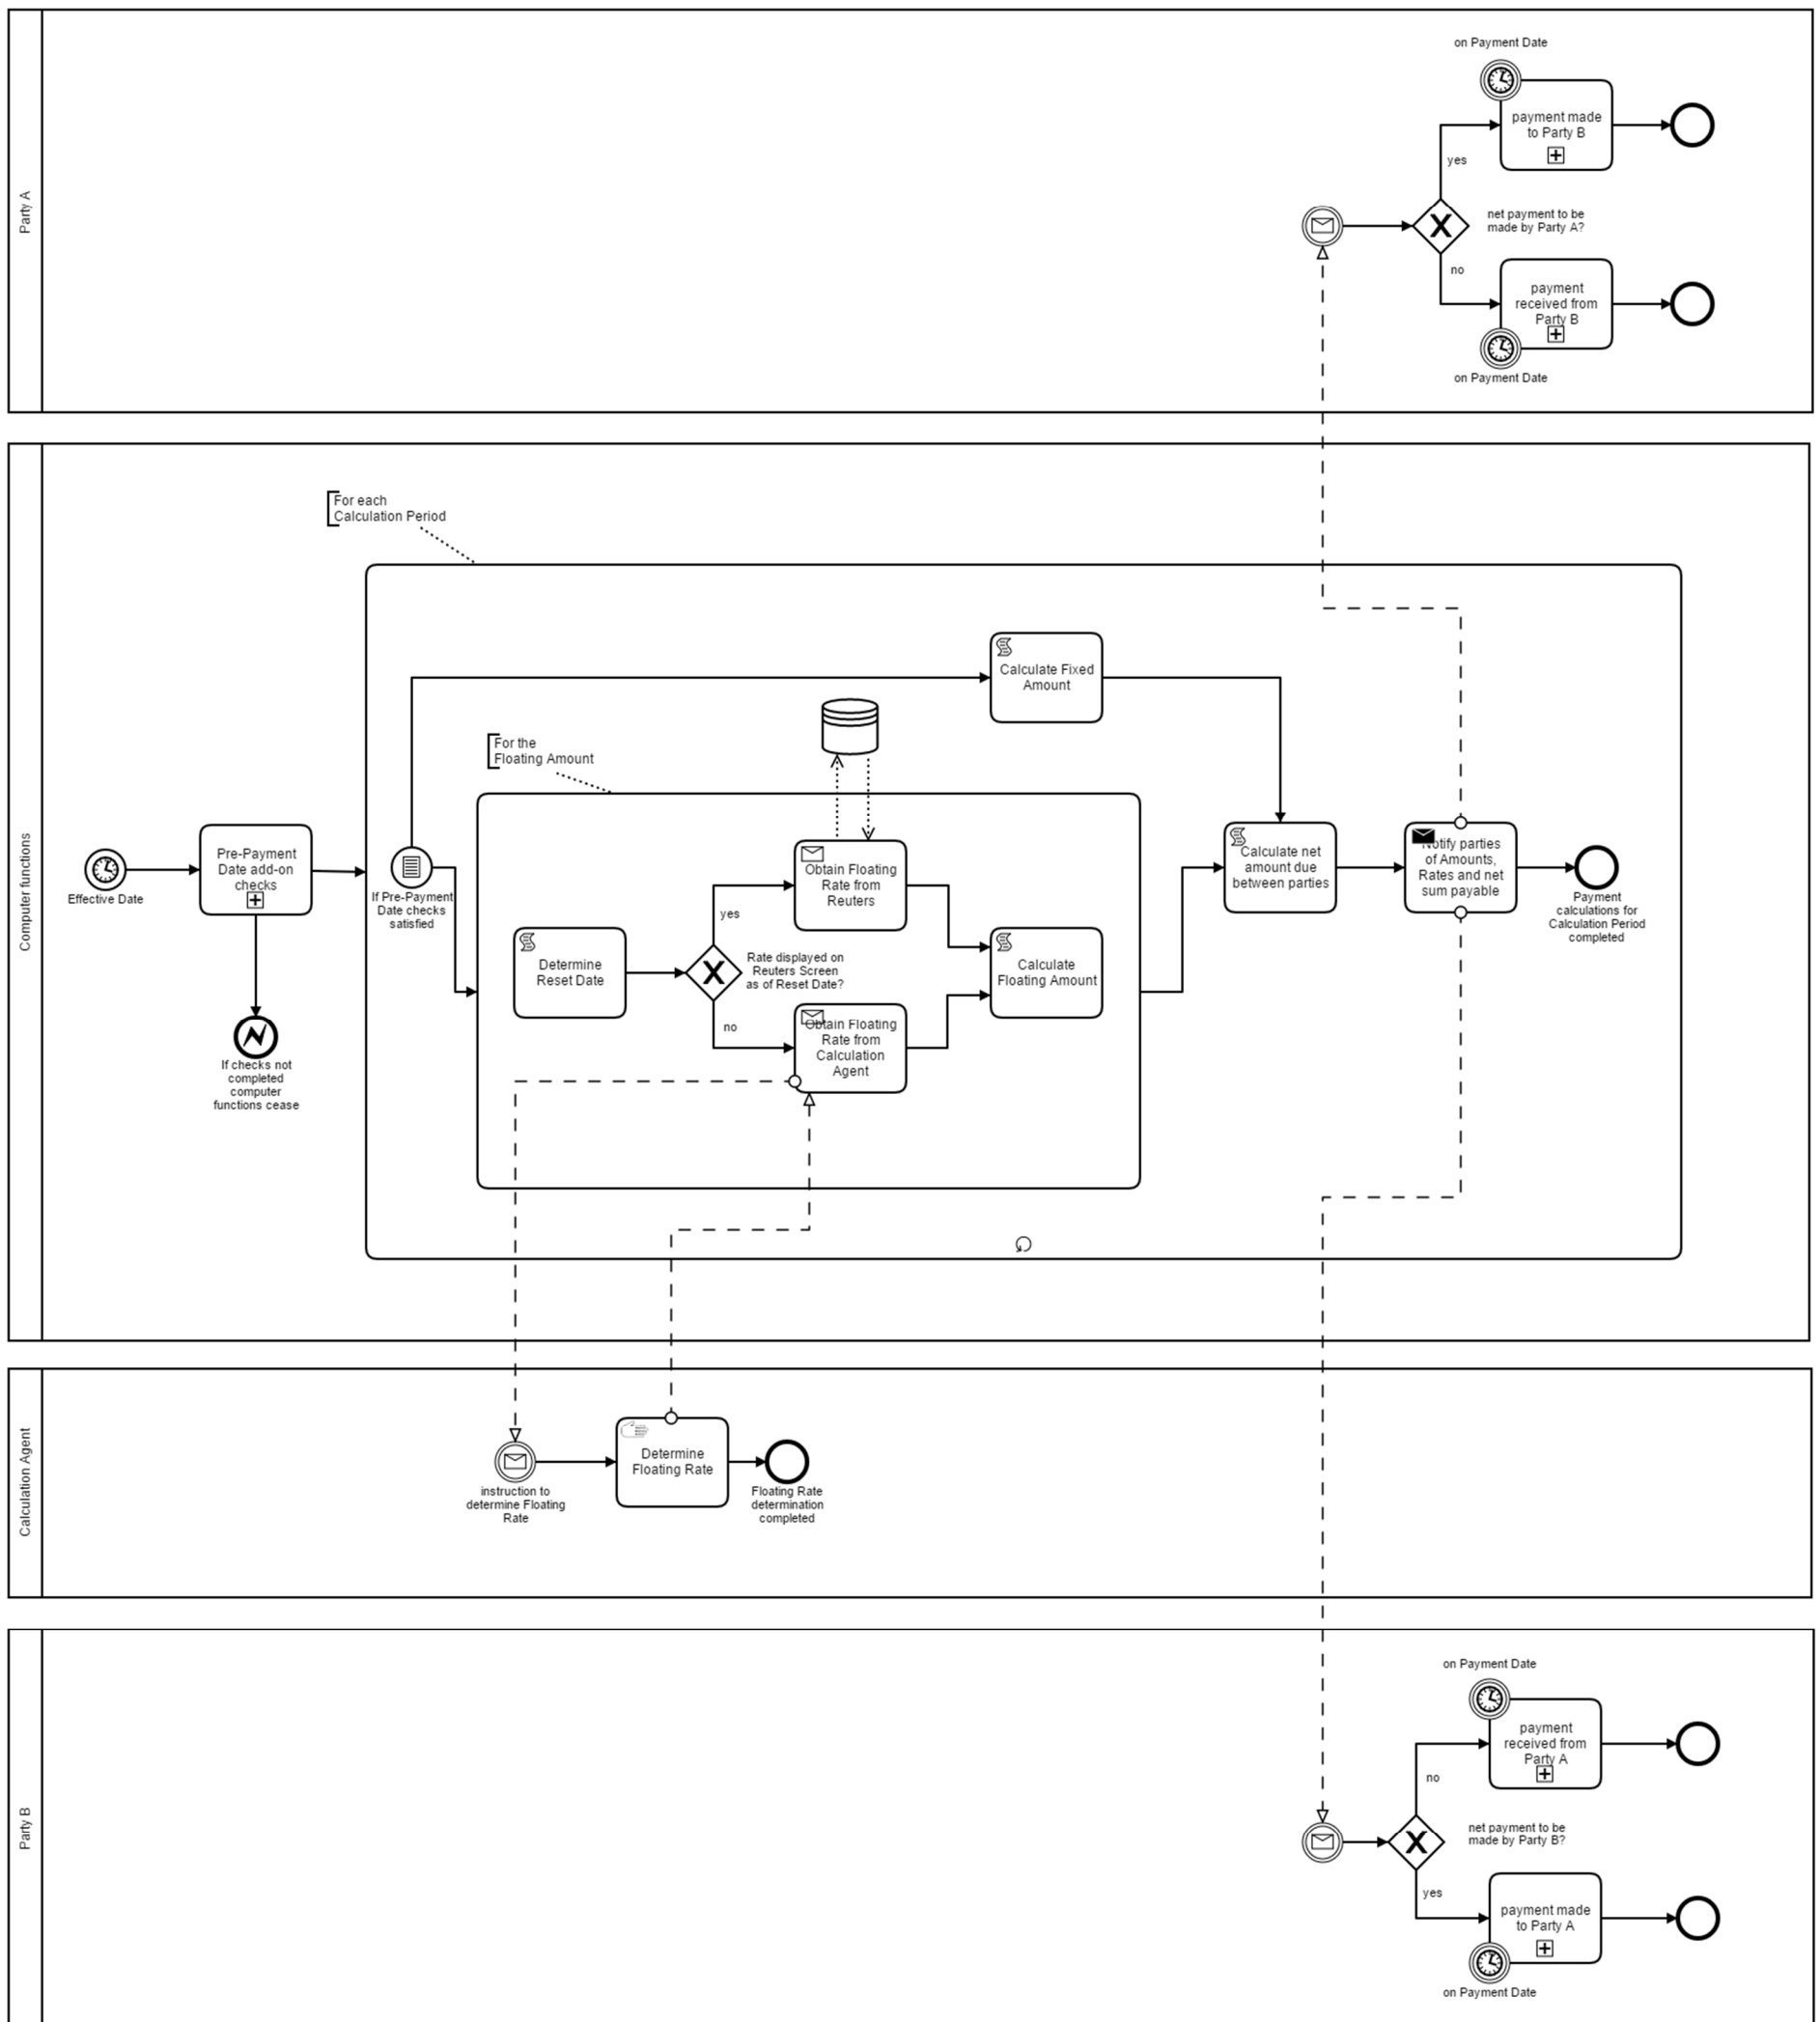 Party A
on Payment Date
payment made
to Party B
yes
net payment to be
made by Party A?
no
payment
received from
Party B
on Payment Date
Computer functions
For each
Calculation Period
Calculate Fixed
Amount
For the
Floating Amount
Effective Date
Pre-Payment
Date add-on
checks
If checks not
completed
computer
functions cease
If Pre-Payment
Date checks
satisfied
Determine
Reset Date
yes
Rate displayed on
Reuters Screen
as of Reset Date?
no
Obtain Floating
Rate from
Reuters
Obtain Floating
Rate from
Calculation
Agent
Calculate
Floating Amount
Calculate net
amount due
between parties
Notify parties
of Amounts,
Rates and net
sum payable
Payment
calculations for
Calculation Period
completed
Calculation Agent
instruction to
determine Floating
Rate
Determine
Floating Rate
Floating Rate
determination
completed
Party B
on Payment Date
payment
received from
Party A
no
net payment to be
made by Party B?
yes
payment made
to Party A
on Payment Date